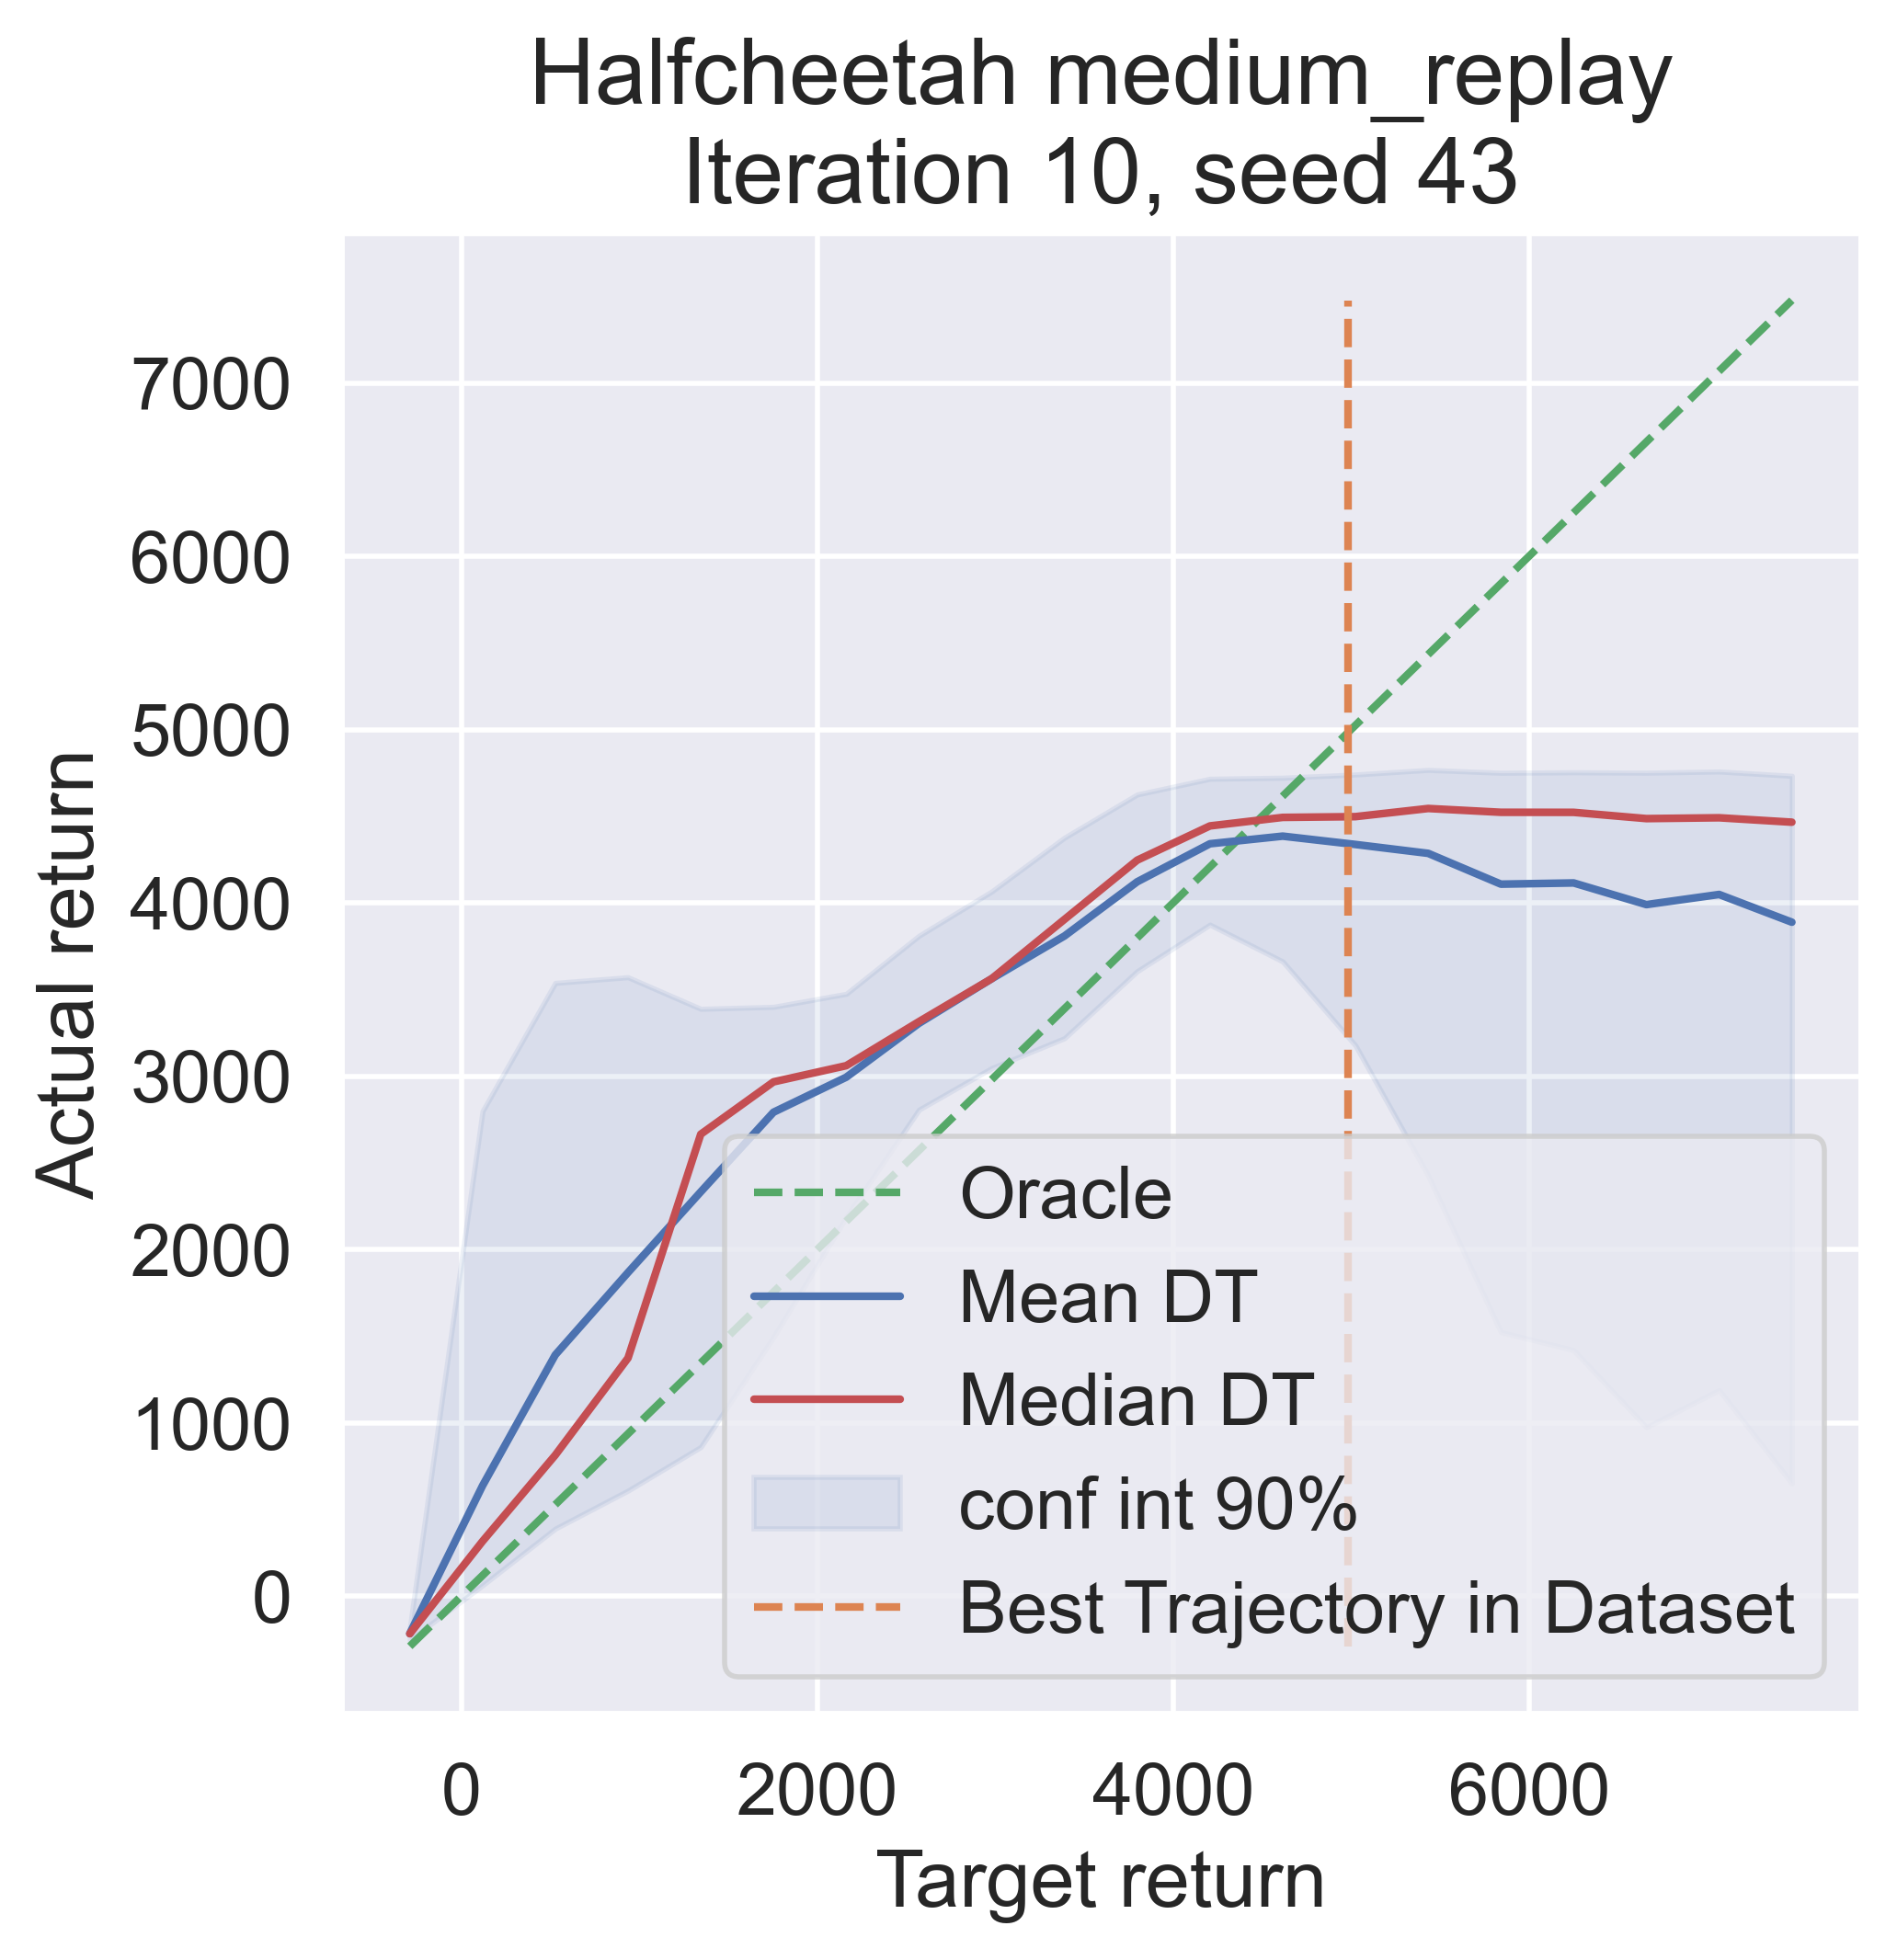 Halfcheetah medium_replay
Iteration 10, seed 43
Actual return
7000
6000
5000
4000
3000
2000
1000
0
Oracle
Mean DT
Median DT
conf int 90%
Best Trajectory in Dataset
0 2000 4000 6000
Target return